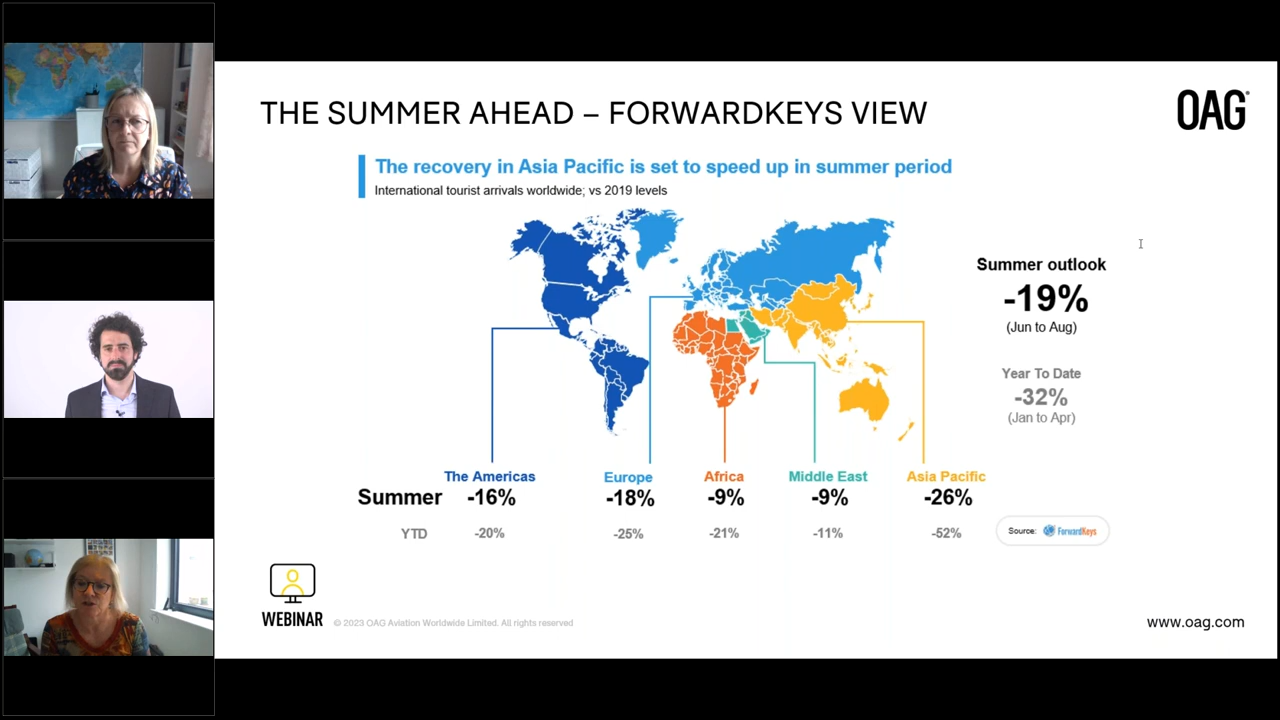 THE SUMMER AHEAD – FORWARDKEYS VIEW
OAG
The recovery in Asia Pacific is set to speed up in summer period
International tourist arrivals worldwide; vs 2019 levels
Summer outlook
-19%
(Jun to Aug)
Year To Date
-32%
(Jan to Apr)
The Americas Europe Africa Middle East Asia Pacific
Summer -16% -18% -9% -9% -26%
YTD -20% -25% -21% -11% -52%
Source: ForwardKeys
WEBINAR
© 2023 OAG Aviation Worldwide Limited. All rights reserved
www.oag.com